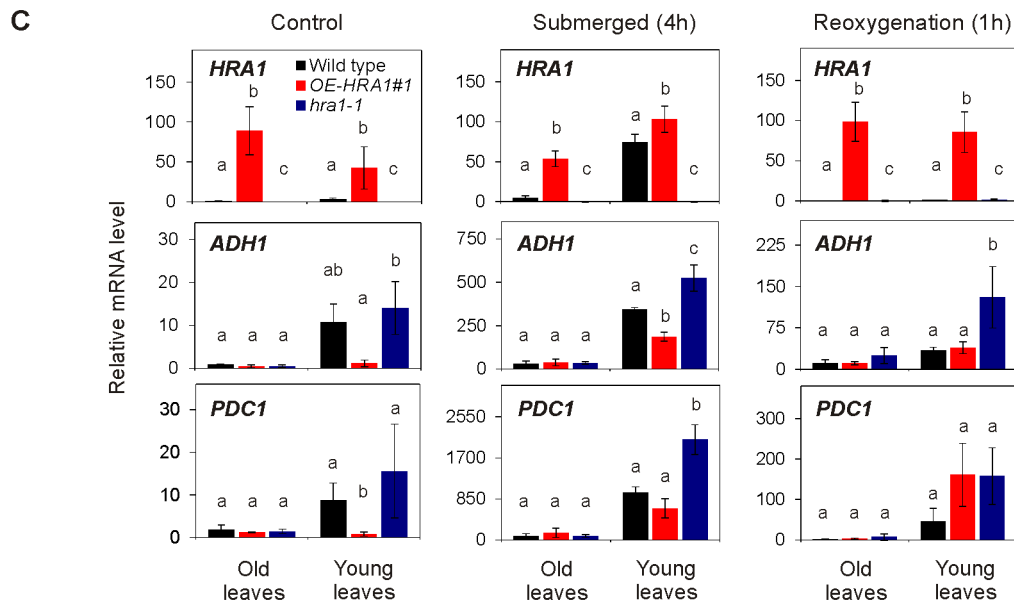 C
Control
Submerged (4h)
Reoxygenation (1h)
Relative mRNA level
HRA1
Wild type
OE-HRA1#1
hra1-1
150
100
50
0
a b c a b c
HRA1
150
100
50
0
a b c a b c
HRA1
150
100
50
0
a b c a b c
ADH1
30
20
10
0
a a a ab a b
ADH1
750
500
250
0
a a a a b c
ADH1
225
150
75
0
a a a a a b
PDC1
30
20
10
0
a a a a b a
PDC1
2550
1700
850
0
a a a a a b
PDC1
300
200
100
0
a a a a a a
Old leaves
Young leaves
Old leaves
Young leaves
Old leaves
Young leaves